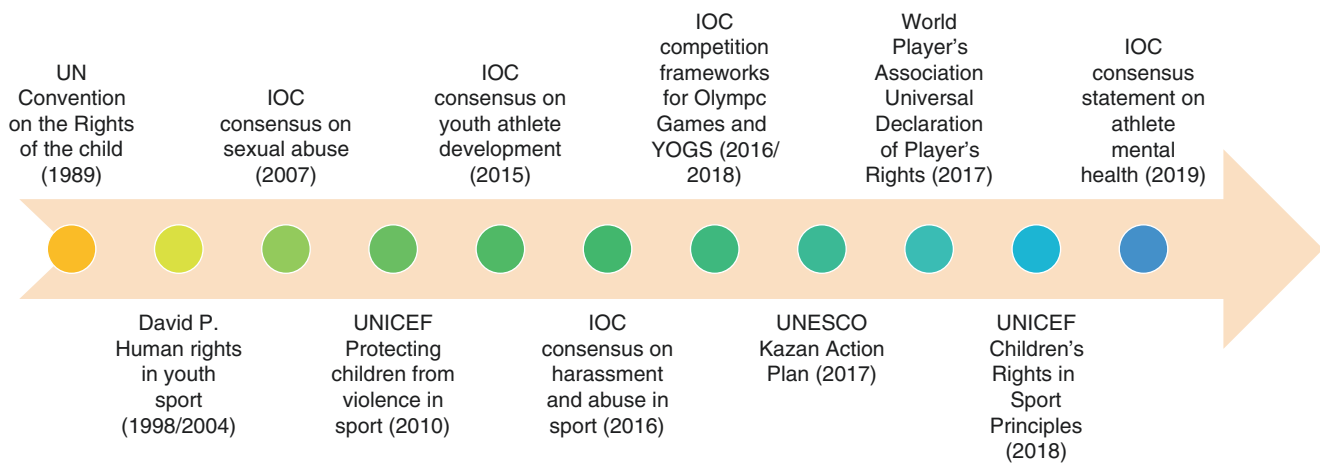 UN
Convention
on the Rights
of the child
(1989)
David P.
Human rights
in youth
sport
(1998/2004)
IOC
consensus on
sexual abuse
(2007)
UNICEF
Protecting
children from
violence in
sport (2010)
IOC
consensus on
youth athlete
development
(2015)
IOC
consensus on
harassment
and abuse in
sport (2016)
IOC
competition
frameworks
for Olympc
Games and
YOGS (2016/
2018)
UNESCO
Kazan Action
Plan (2017)
World
Player's
Association
Universal
Declaration
of Player's
Rights (2017)
UNICEF
Children's
Rights in
Sport
Principles
(2018)
IOC
consensus
statement on
athlete
mental
health (2019)